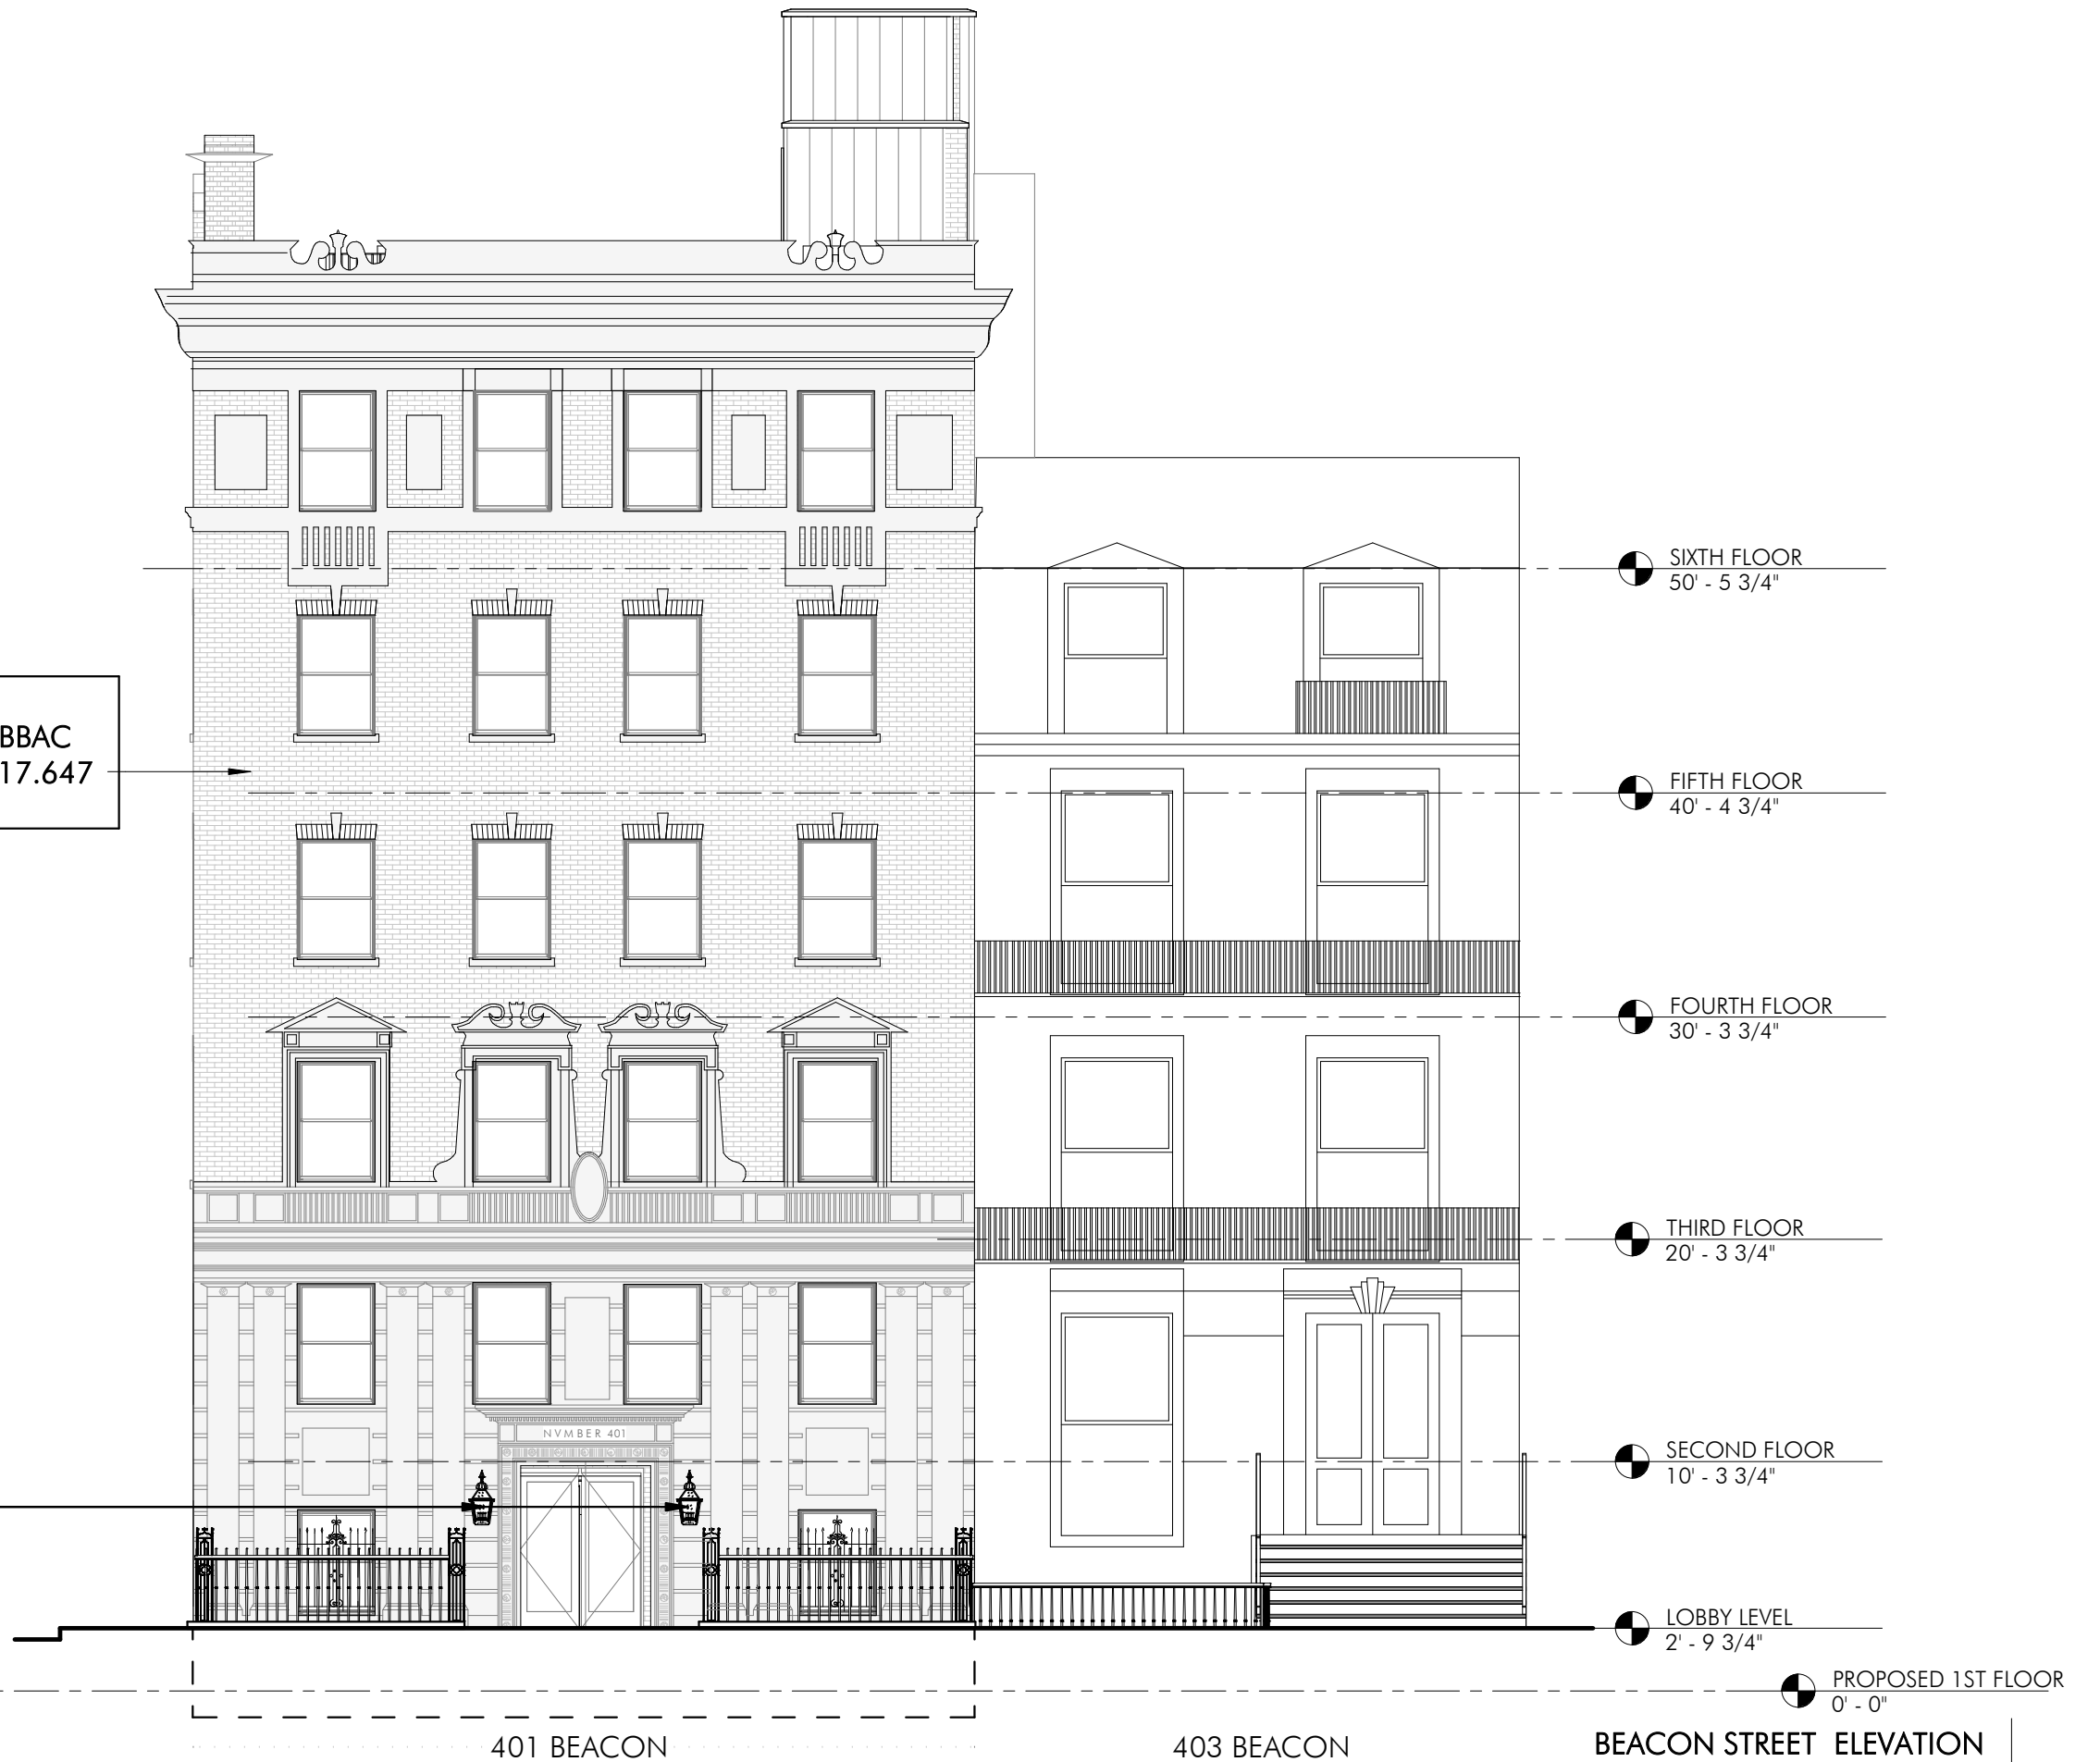 SIXTH FLOOR
50' - 5 3/4"
BBAC
17.647
FIFTH FLOOR
40' - 4 3/4"
FOURTH FLOOR
30' - 3 3/4"
THIRD FLOOR
20' - 3 3/4"
NVMBER 401
SECOND FLOOR
10' - 3 3/4"
LOBBY LEVEL
2' - 9 3/4"
PROPOSED 1ST FLOOR
0' - 0"
401 BEACON
403 BEACON
BEACON STREET ELEVATION